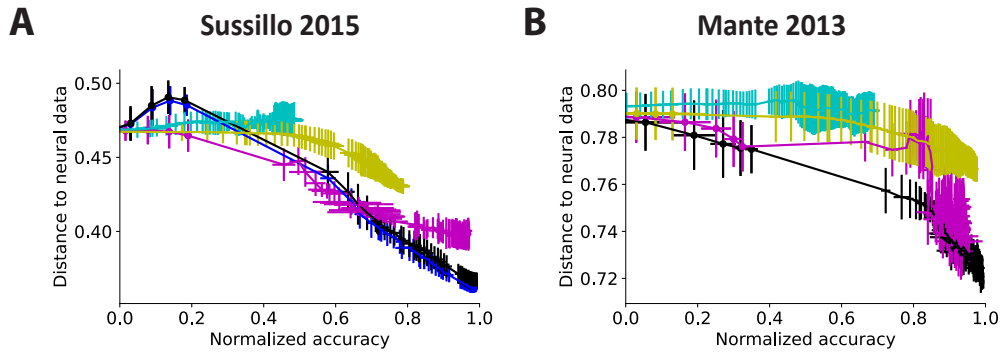 A Sussillo 2015
0.50
0.45
0.40
Distance to neural data
0.0 0.2 0.4 0.6 0.8 1.0
Normalized accuracy
B Mante 2013
0.80
0.78
0.76
0.74
0.72
Distance to neural data
0.0 0.2 0.4 0.6 0.8 1.0
Normalized accuracy